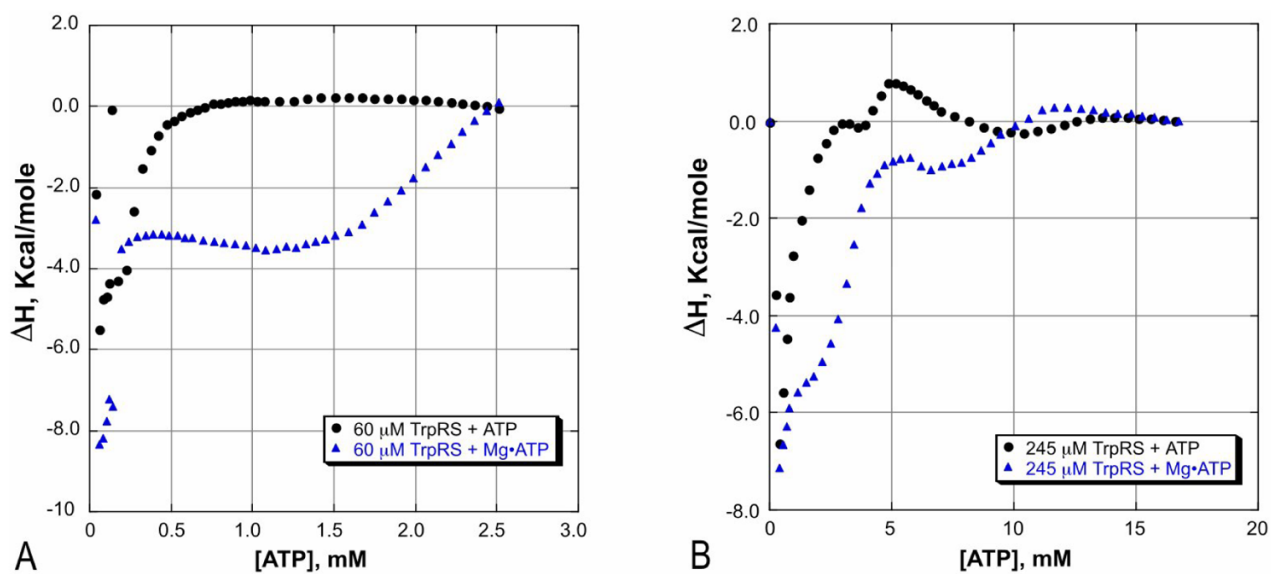 2.0
0.0
-2.0
-4.0
-6.0
-8.0
-10
ΔH, Kcal/mole
0
0.5
1.0
1.5
2.0
2.5
3.0
[ATP], mM
60 μM TrpRS + ATP
60 μM TrpRS + Mg•ATP
A
2.0
0.0
-2.0
-4.0
-6.0
-8.0
ΔH, Kcal/mole
0
5
10
15
20
[ATP], mM
245 μM TrpRS + ATP
245 μM TrpRS + Mg•ATP
B